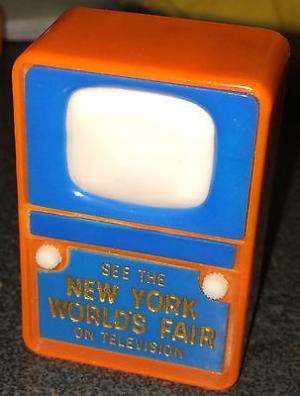 SEE THE
NEW YORK
WORLD'S FAIR
ON TELEVISION